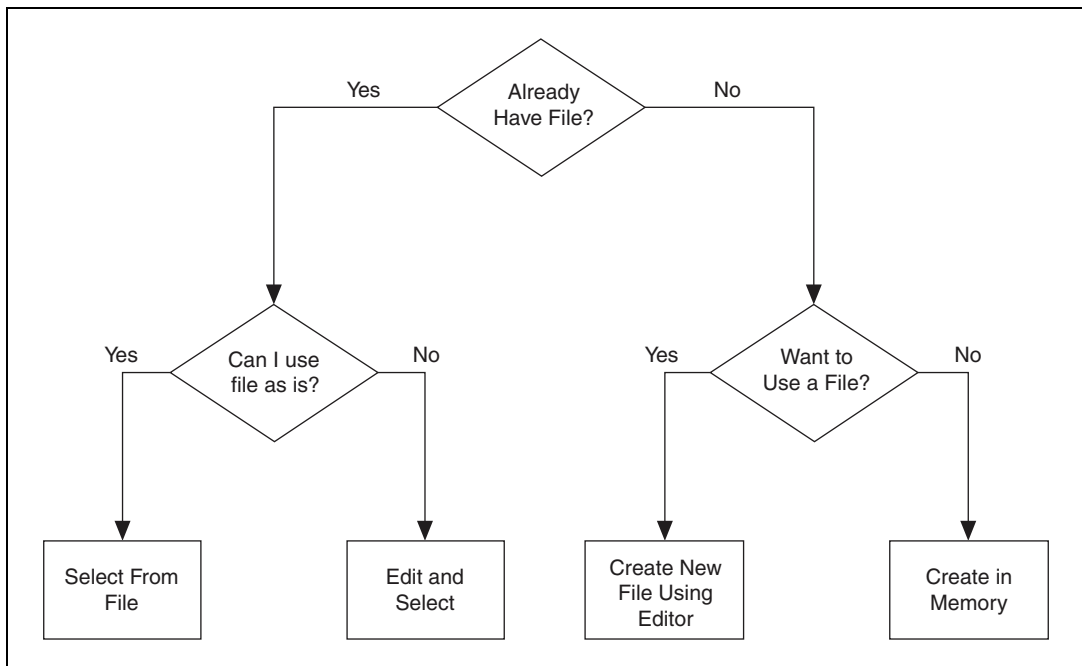 Already
Have File?
Yes
No
Can I use
file as is?
Yes
No
Want to
Use a File?
Yes
No
Select From
File
Edit and
Select
Create New
File Using
Editor
Create in
Memory